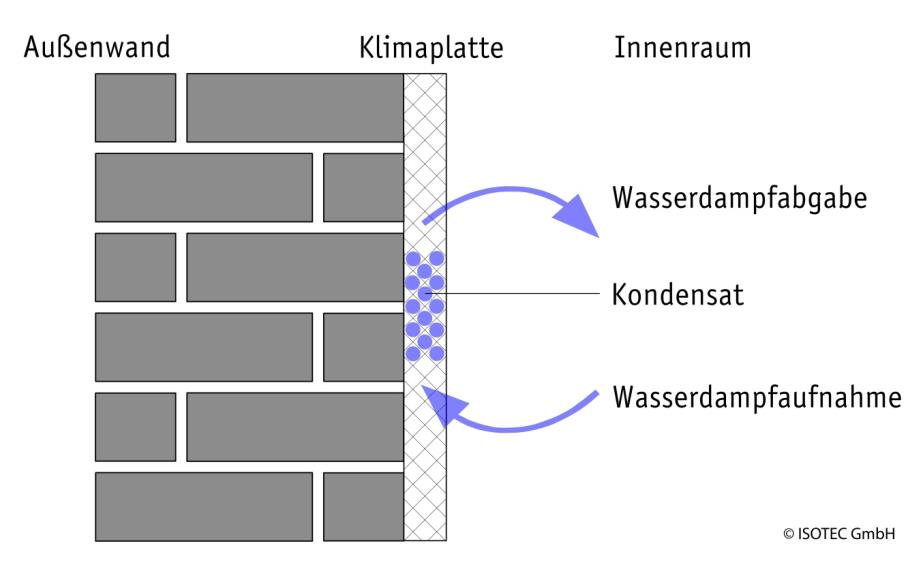 Außenwand
Klimaplatte
Innenraum
Wasserdampfabgabe
Kondensat
Wasserdampfaufnahme
© ISOTEC GmbH